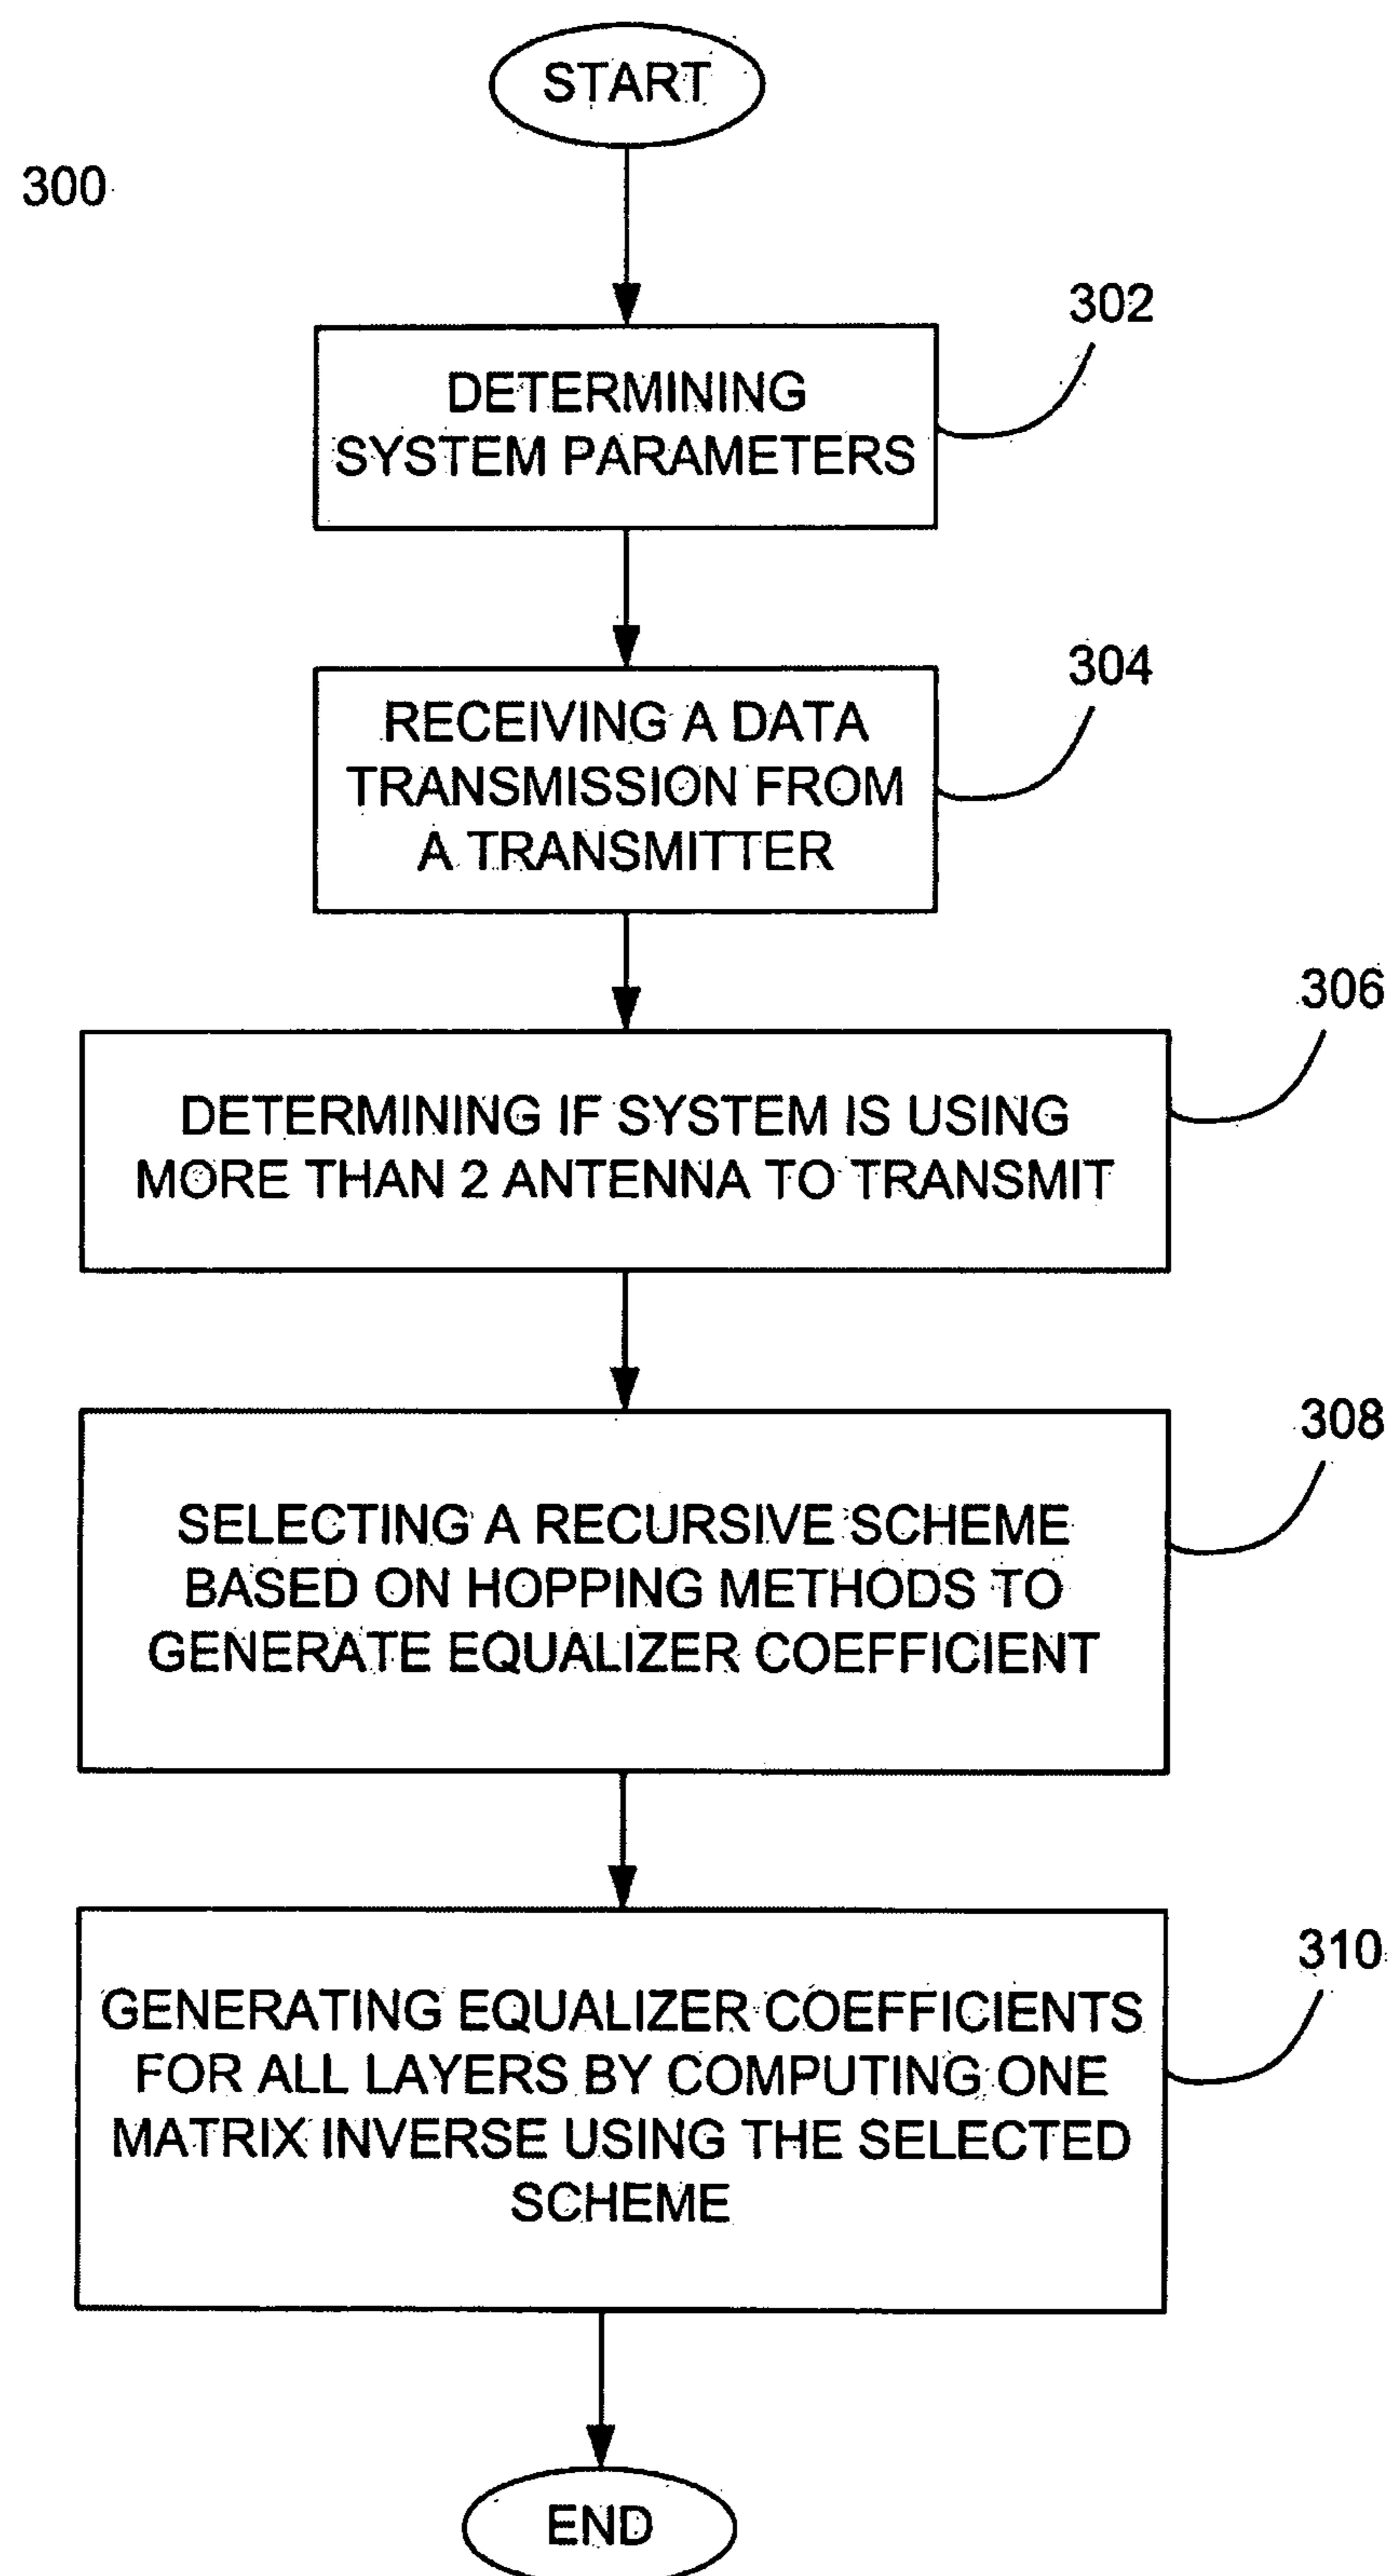 START
300
302
DETERMINING
SYSTEM PARAMETERS
304
RECEIVING A DATA
TRANSMISSION FROM
A TRANSMITTER
306
DETERMINING IF SYSTEM IS USING
MORE THAN 2 ANTENNA TO TRANSMIT
308
SELECTING A RECURSIVE SCHEME
BASED ON HOPPING METHODS TO
GENERATE EQUALIZER COEFFICIENT
310
GENERATING EQUALIZER COEFFICIENTS
FOR ALL LAYERS BY COMPUTING ONE
MATRIX INVERSE USING THE SELECTED
SCHEME
END